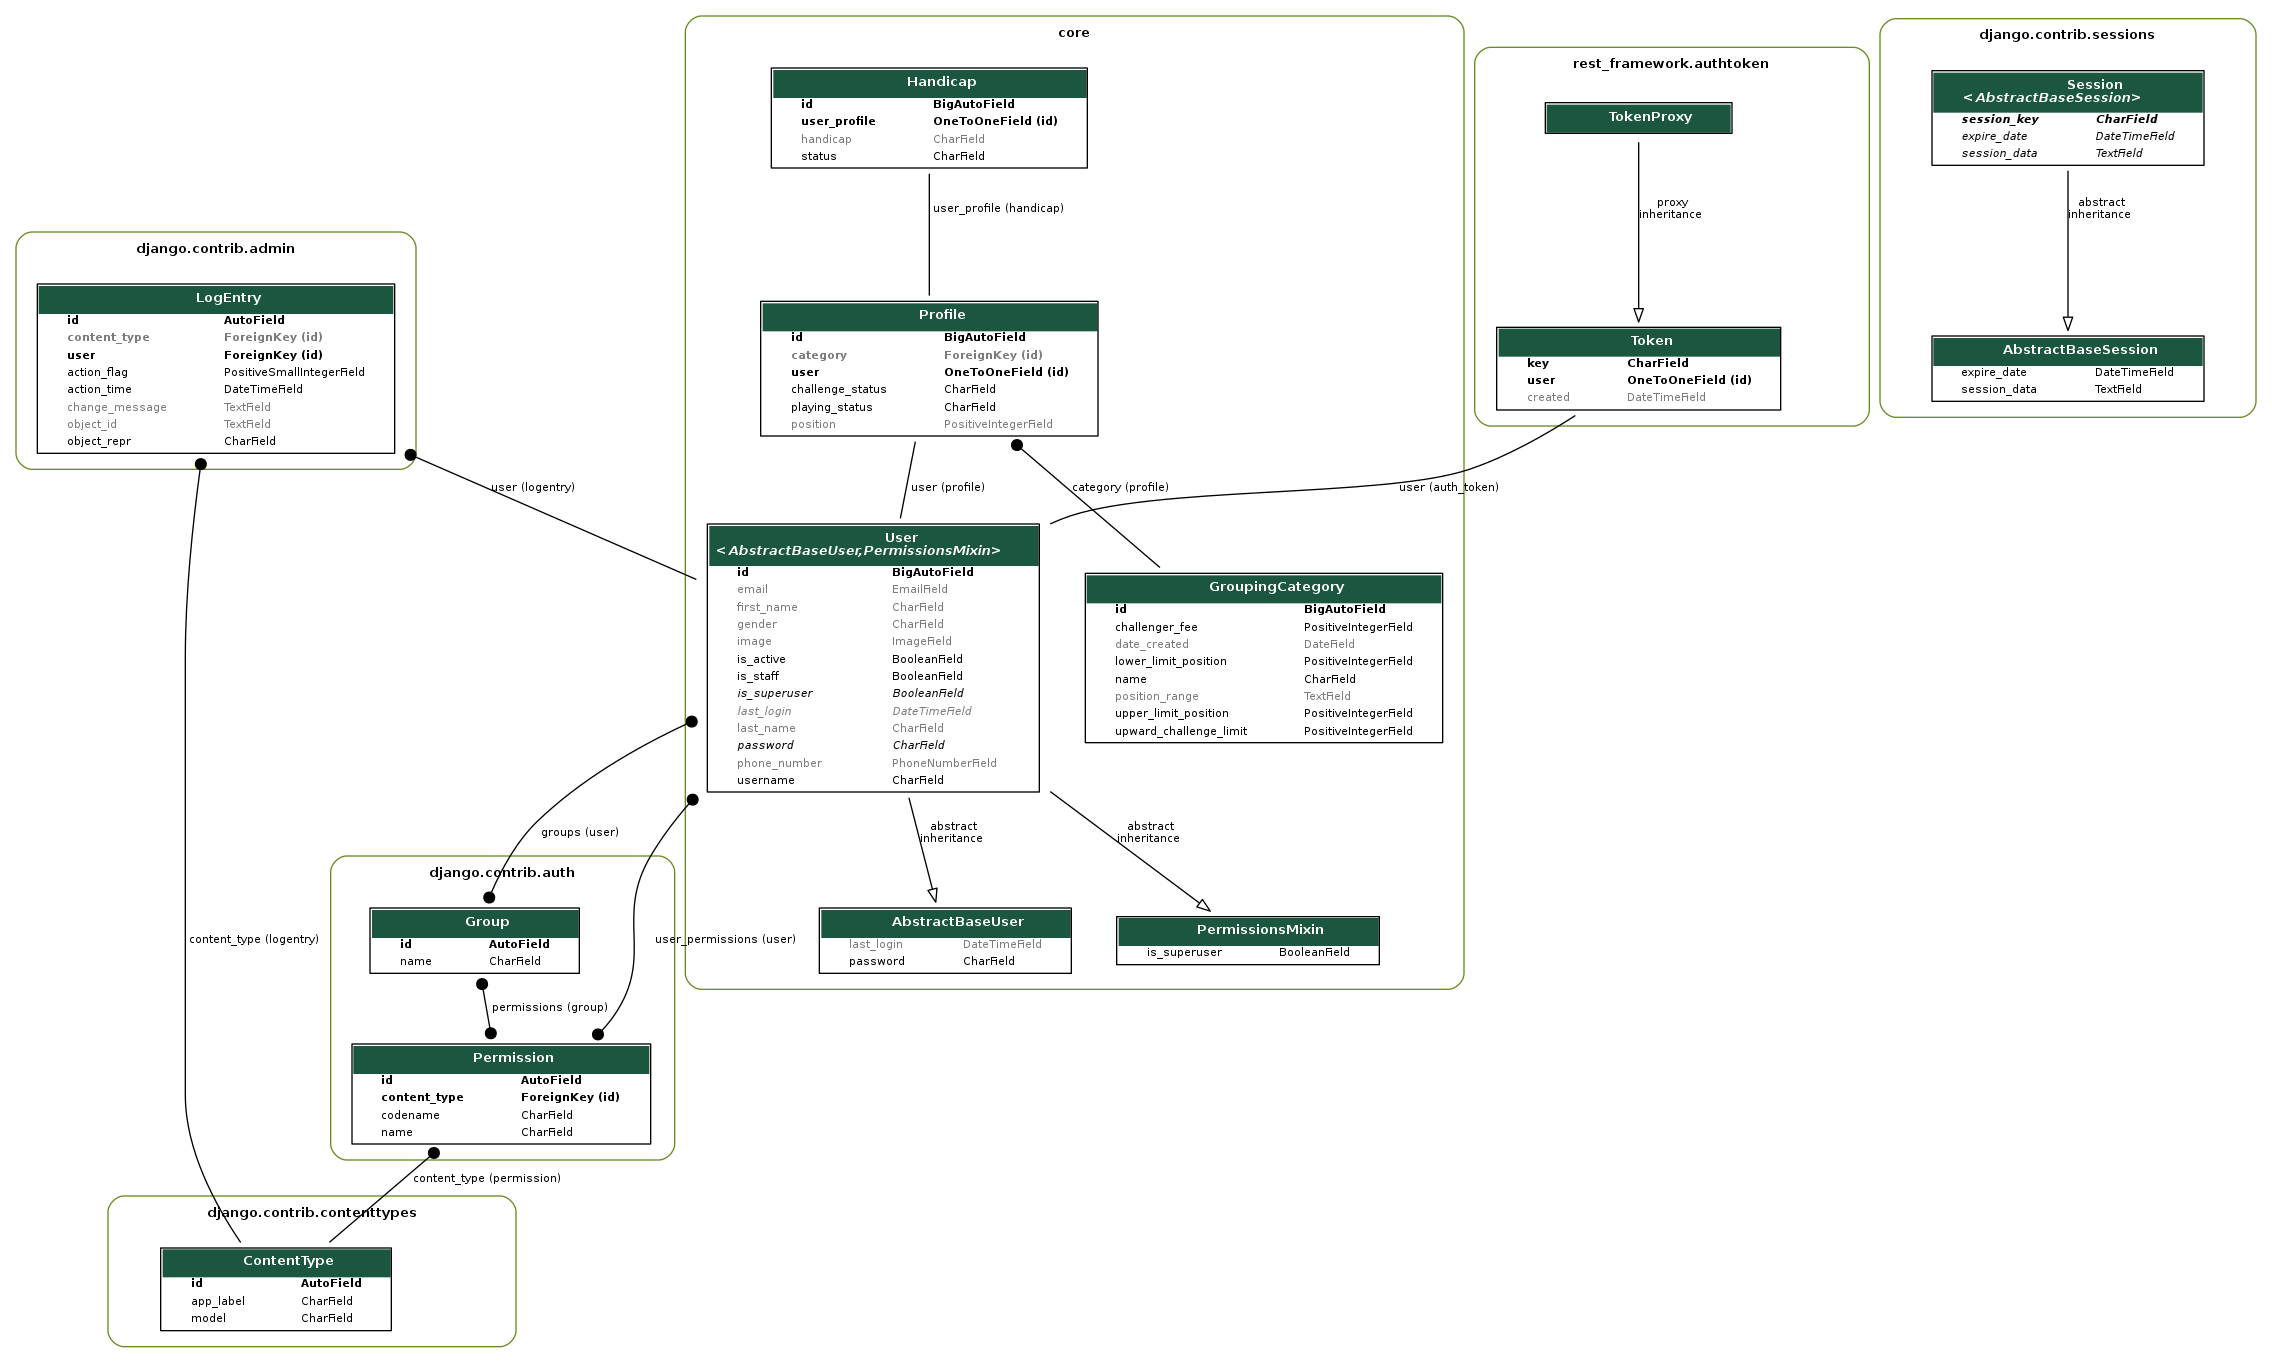 core
Handicap
id BigAutoField
user_profile OneToOneField (id)
handicap CharField
status CharField
user_profile (handicap)
Profile
id BigAutoField
category ForeignKey (id)
user OneToOneField (id)
challenge_status CharField
playing_status CharField
position PositiveIntegerField
user (profile)
category (profile)
User
<AbstractBaseUser,PermissionsMixin>
id BigAutoField
email EmailField
first_name CharField
gender CharField
image ImageField
is_active BooleanField
is_staff BooleanField
is_superuser BooleanField
last_login DateTimeField
last_name CharField
password CharField
phone_number PhoneNumberField
username CharField
GroupingCategory
id BigAutoField
challenger_fee PositiveIntegerField
date_created DateField
lower_limit_position PositiveIntegerField
name CharField
position_range TextField
upper_limit_position PositiveIntegerField
upward_challenge_limit PositiveIntegerField
abstract
inheritance
abstract
inheritance
AbstractBaseUser
last_login DateTimeField
password CharField
PermissionsMixin
is_superuser BooleanField
rest_framework.authtoken
TokenProxy
proxy
inheritance
Token
key CharField
user OneToOneField (id)
created DateTimeField
user (auth_token)
django.contrib.sessions
Session
<AbstractBaseSession>
session_key CharField
expire_date DateTimeField
session_data TextField
abstract
inheritance
AbstractBaseSession
expire_date DateTimeField
session_data TextField
django.contrib.admin
LogEntry
id AutoField
content_type ForeignKey (id)
user ForeignKey (id)
action_flag PositiveSmallIntegerField
action_time DateTimeField
change_message TextField
object_id TextField
object_repr CharField
user (logentry)
groups (user)
content_type (logentry)
user_permissions (user)
django.contrib.auth
Group
id AutoField
name CharField
permissions (group)
Permission
id AutoField
content_type ForeignKey (id)
codename CharField
name CharField
content_type (permission)
django.contrib.contenttypes
ContentType
id AutoField
app_label CharField
model CharField